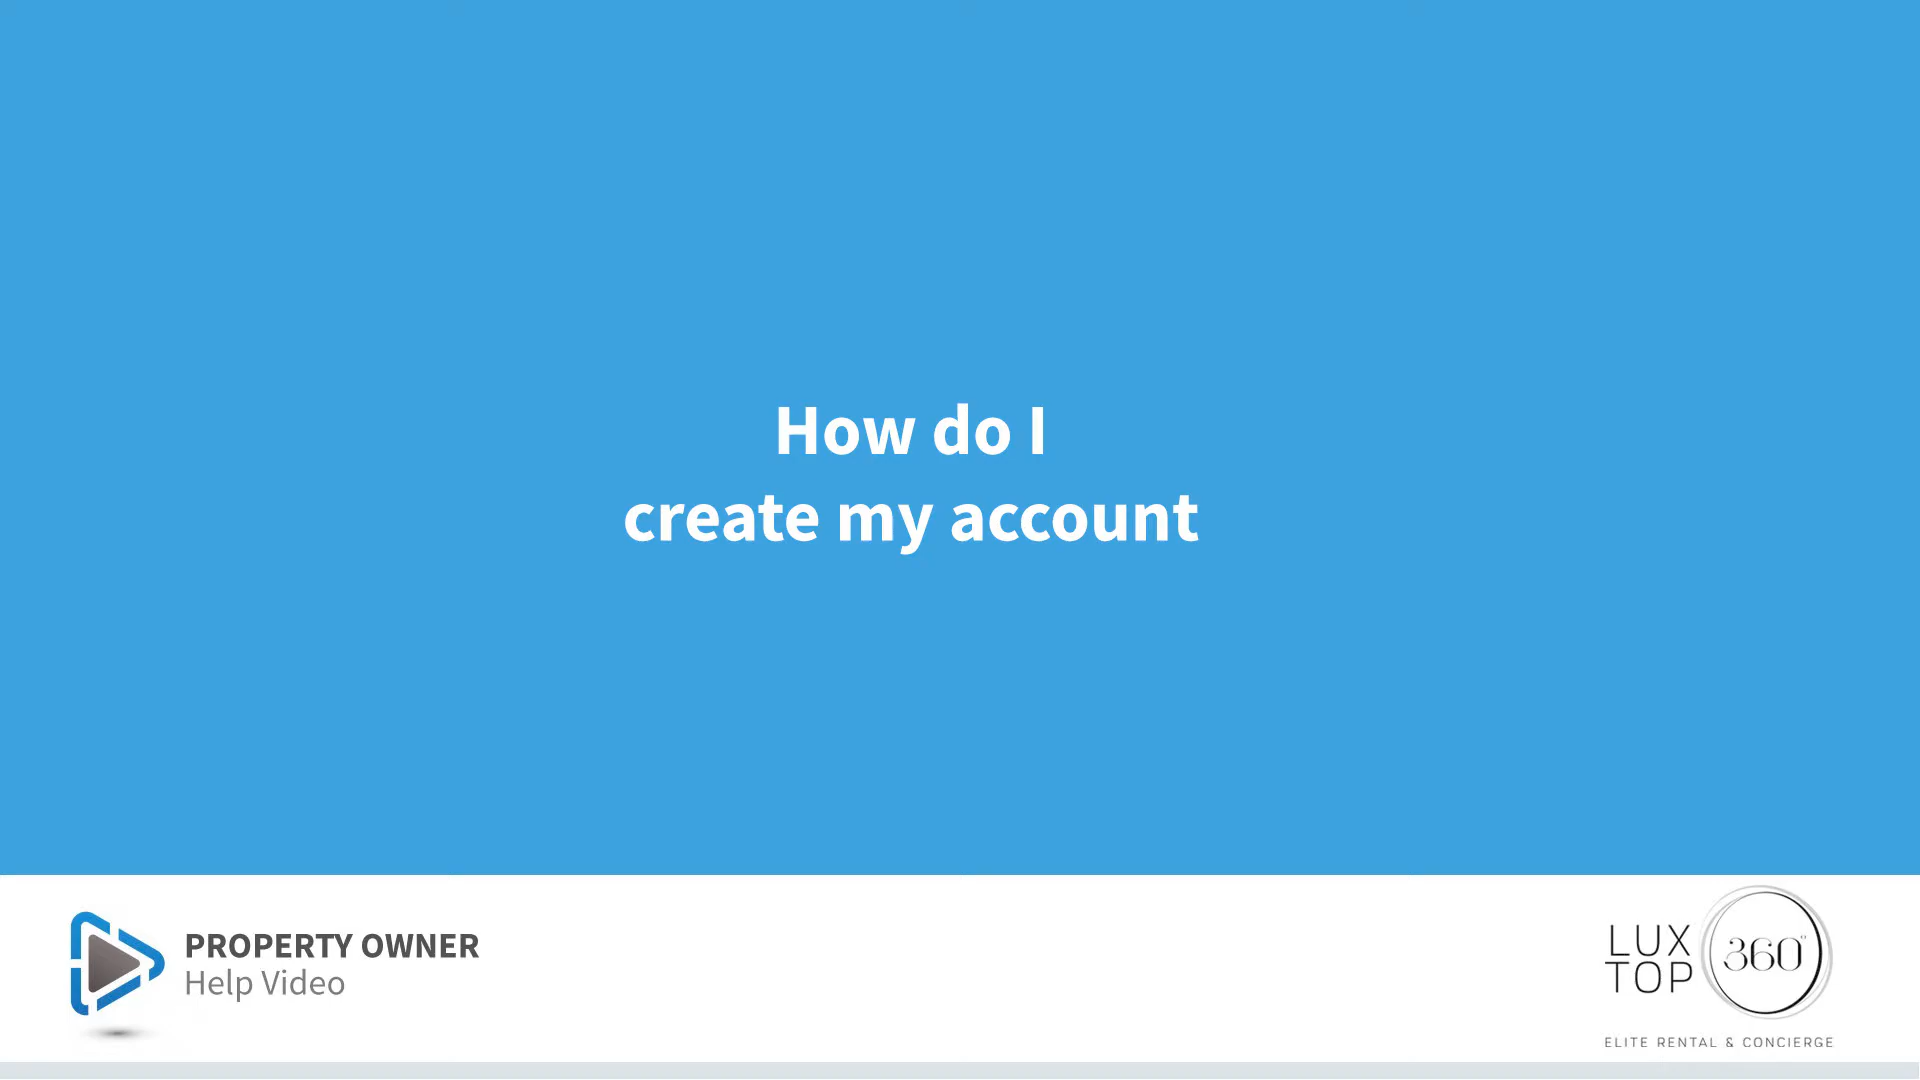 How do I
create my account
PROPERTY OWNER
Help Video
LUX
TOP
360°
ELITE RENTAL & CONCIERGE